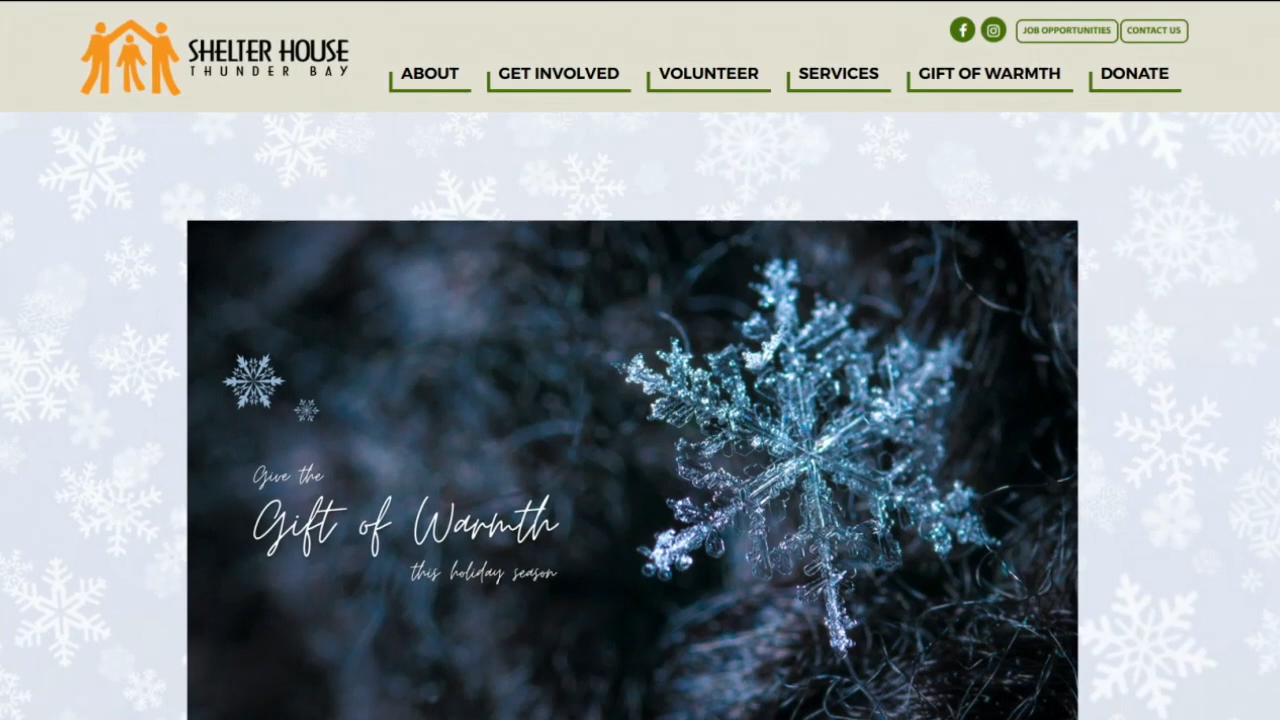 SHELTER HOUSE
THUNDER BAY
JOB OPPORTUNITIES
CONTACT US
ABOUT
GET INVOLVED
VOLUNTEER
SERVICES
GIFT OF WARMTH
DONATE
Give the
Gift of Warmth
this holiday season